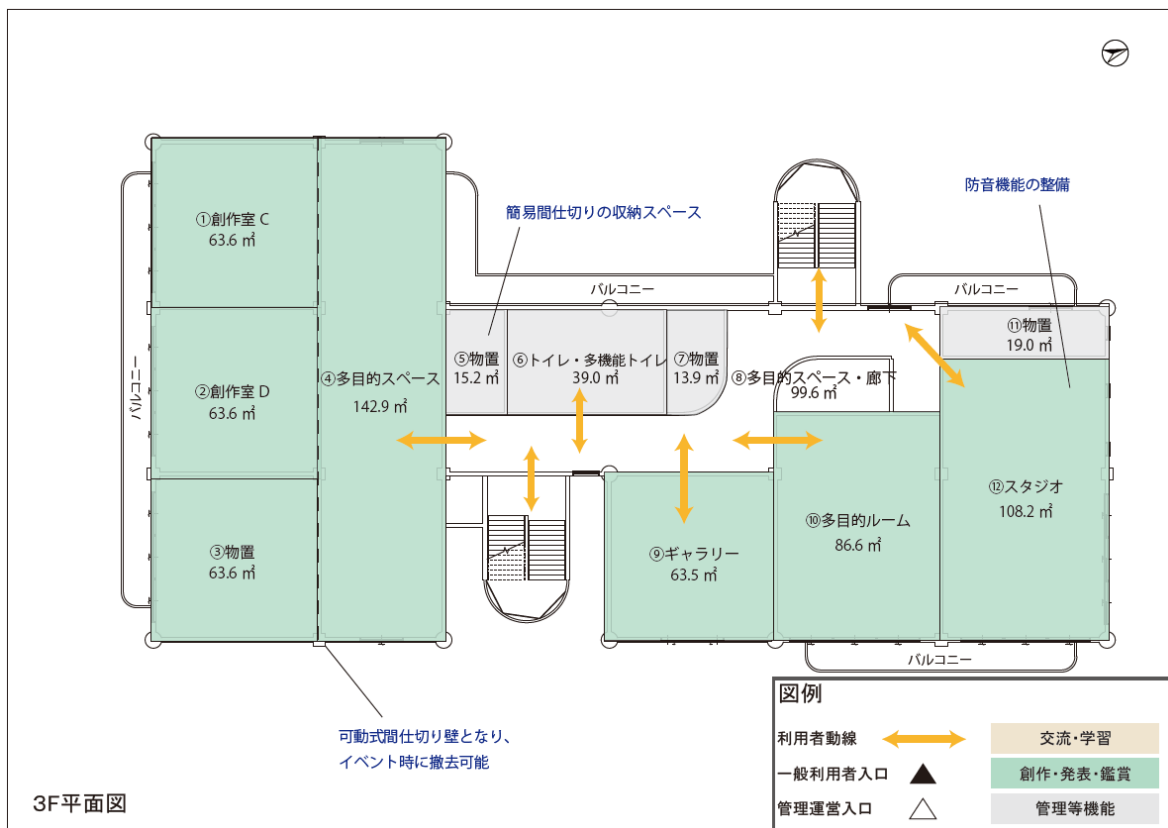 防音機能の整備
簡易間仕切りの収納スペース
①創作室 C
63.6 ㎡
バルコニー
バルコニー
⑪物置
19.0 ㎡
⑤物置
15.2 ㎡
⑥トイレ・多機能トイレ
39.0 ㎡
⑦物置
13.9 ㎡
⑧多目的スペース・廊下
99.6 ㎡
バルコニー
②創作室 D
63.6 ㎡
④多目的スペース
142.9 ㎡
③物置
63.6 ㎡
⑨ギャラリー
63.5 ㎡
⑩多目的ルーム
86.6 ㎡
⑫スタジオ
108.2 ㎡
バルコニー
可動式間仕切り壁となり、
イベント時に撤去可能
図例
利用者動線
交流・学習
一般利用者入口
創作・発表・鑑賞
管理運営入口
管理等機能
3F平面図